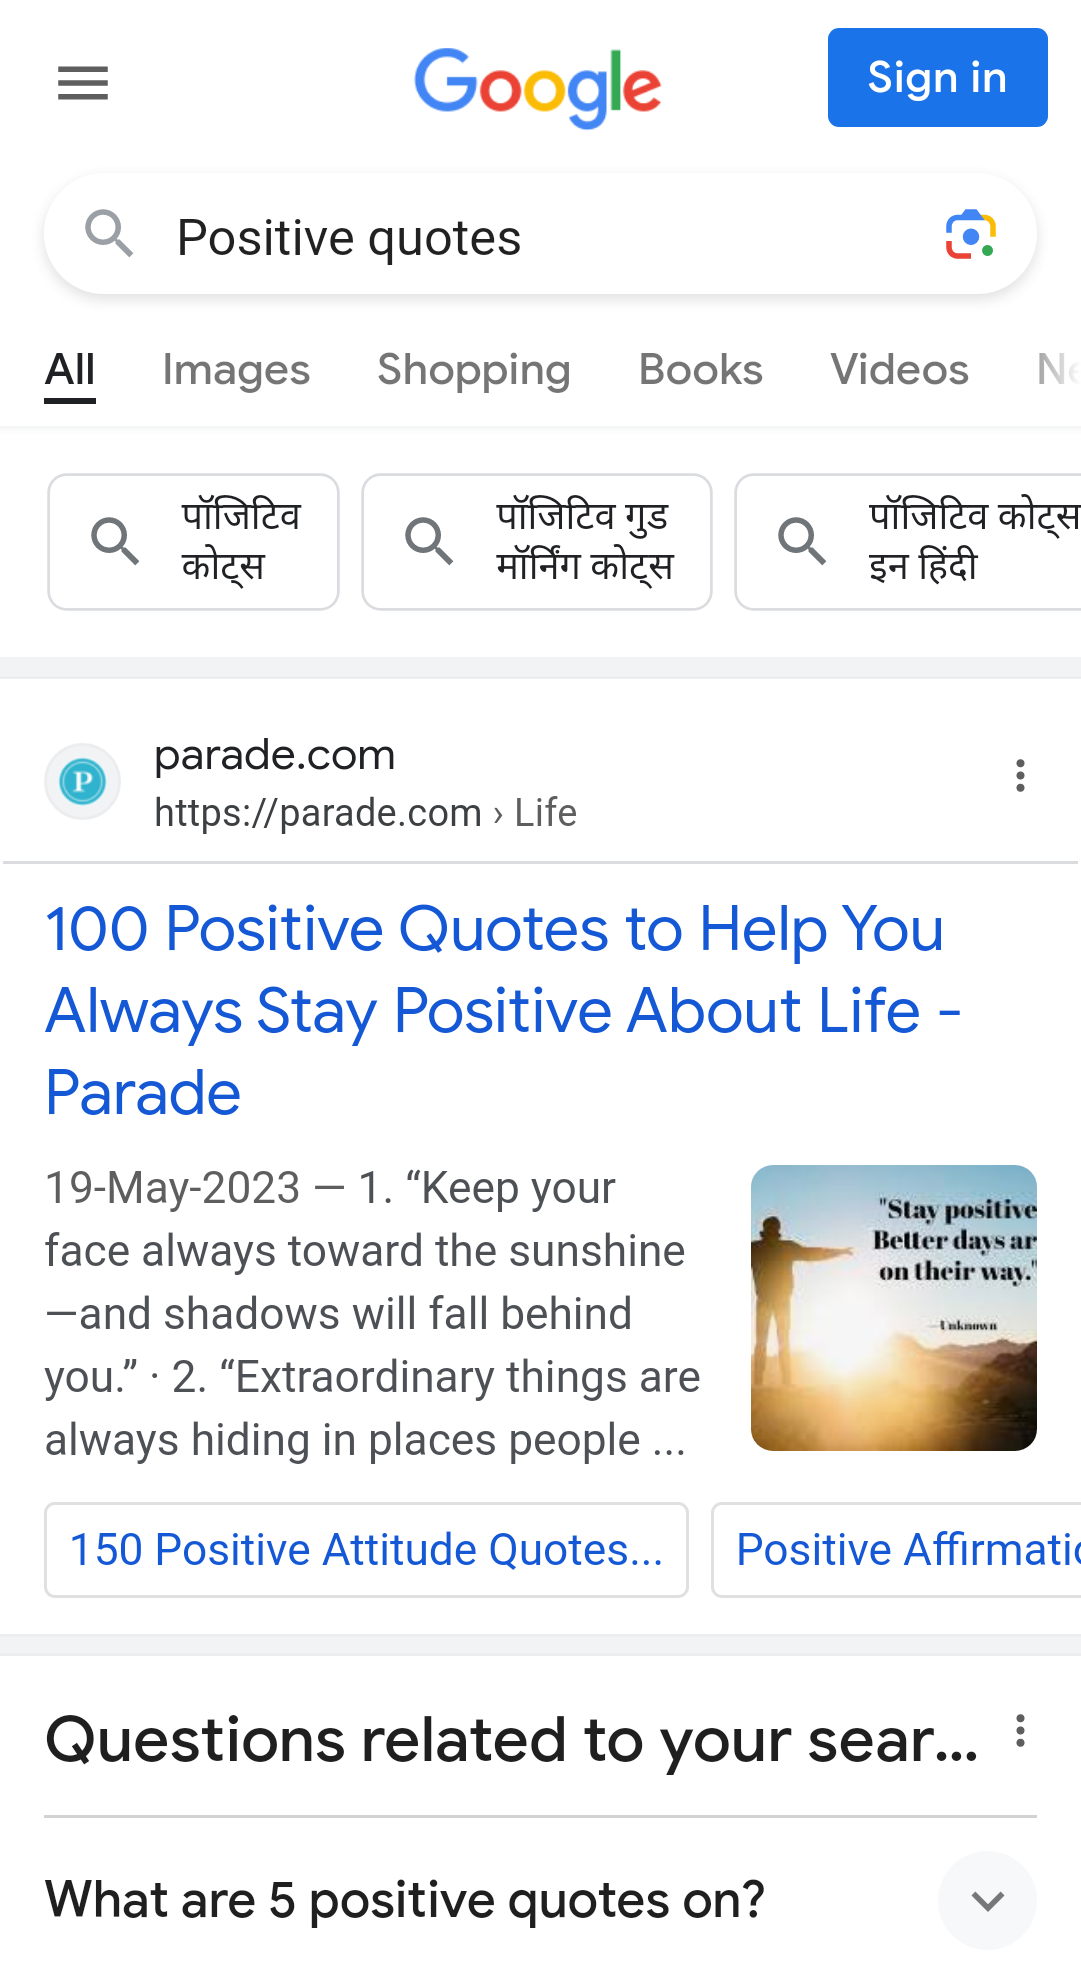 Google
Sign in
Positive quotes
All Images Shopping Books Videos
पॉजिटिव
कोट्स
पॉजिटिव गुड
मॉर्निंग कोट्स
पॉजिटिव कोट्स
इन हिंदी
P
parade.com
https://parade.com › Life
100 Positive Quotes to Help You
Always Stay Positive About Life -
Parade
19-May-2023 — 1. “Keep your
face always toward the sunshine
—and shadows will fall behind
you.” · 2. “Extraordinary things are
always hiding in places people ...
"Stay positive
Better days ar
on their way."
—Unknown
150 Positive Attitude Quotes...
Positive Affirmatic
Questions related to your sear...
What are 5 positive quotes on?